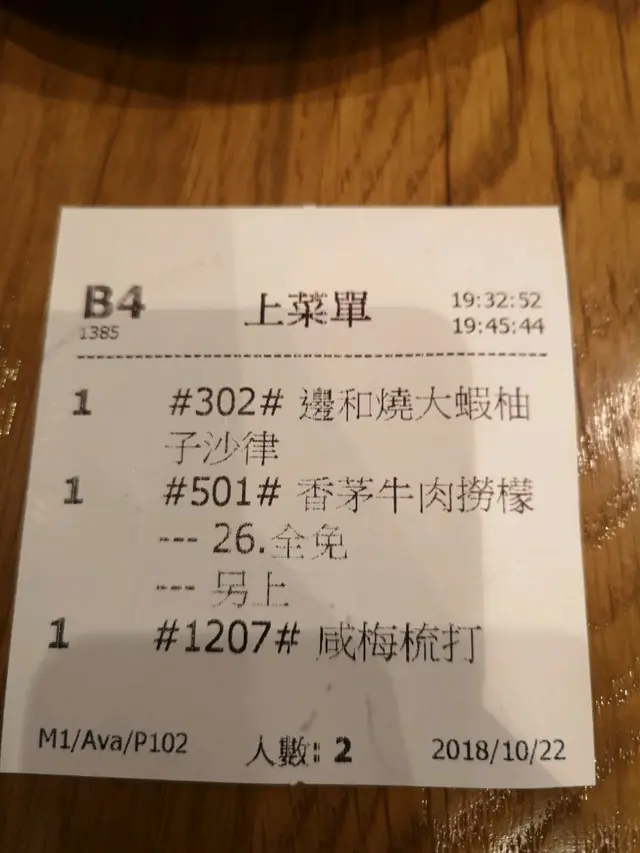 B4
1385
上菜單
19:32:52
19:45:44
1 #302# 邊和燒大蝦柚
子沙律
1 #501# 香茅牛肉撈檬
--- 26.全免
--- 另上
1 #1207# 咸梅梳打
M1/Ava/P102 人數: 2 2018/10/22